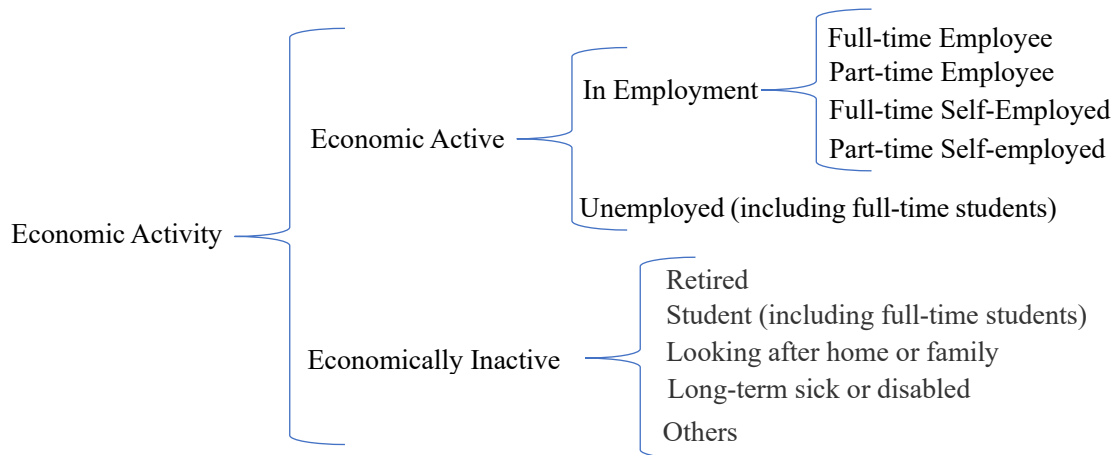 Economic Activity
Economic Active
In Employment
Full-time Employee
Part-time Employee
Full-time Self-Employed
Part-time Self-employed
Unemployed (including full-time students)
Economically Inactive
Retired
Student (including full-time students)
Looking after home or family
Long-term sick or disabled
Others